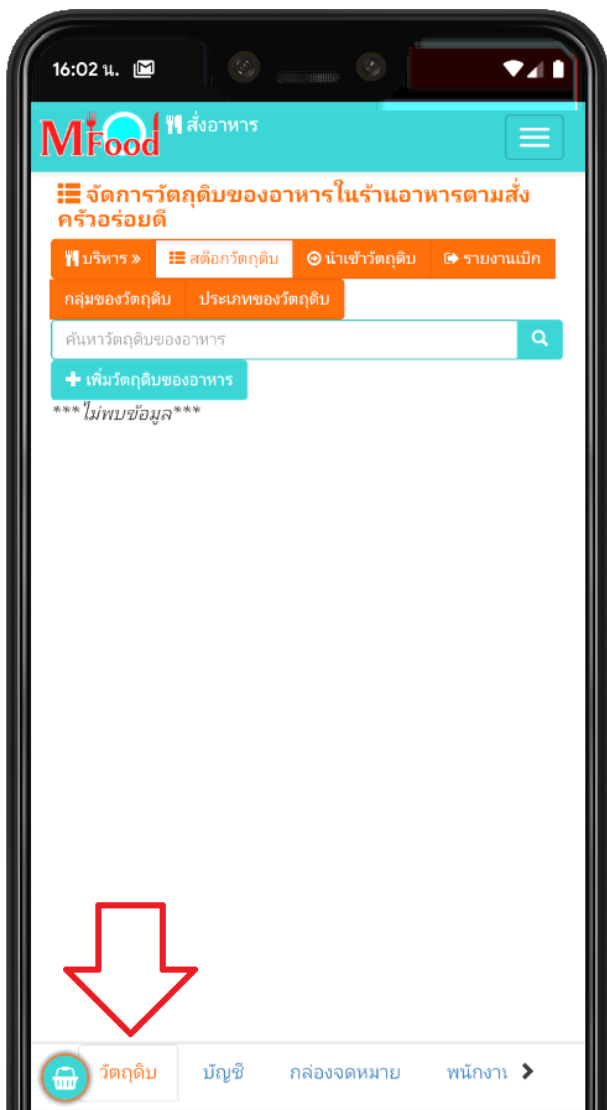 16:02 น.
MFood สั่งอาหาร
จัดการวัตถุดิบของอาหารในร้านอาหารตามสั่ง
ครัวอร่อยดี
บริหาร » สต๊อกวัตถุดิบ นำเข้าวัตถุดิบ รายงานเบิก
กลุ่มของวัตถุดิบ ประเภทของวัตถุดิบ
ค้นหาวัตถุดิบของอาหาร
เพิ่มวัตถุดิบของอาหาร
***ไม่พบข้อมูล***
วัตถุดิบ บัญชี กล่องจดหมาย พนักงาน